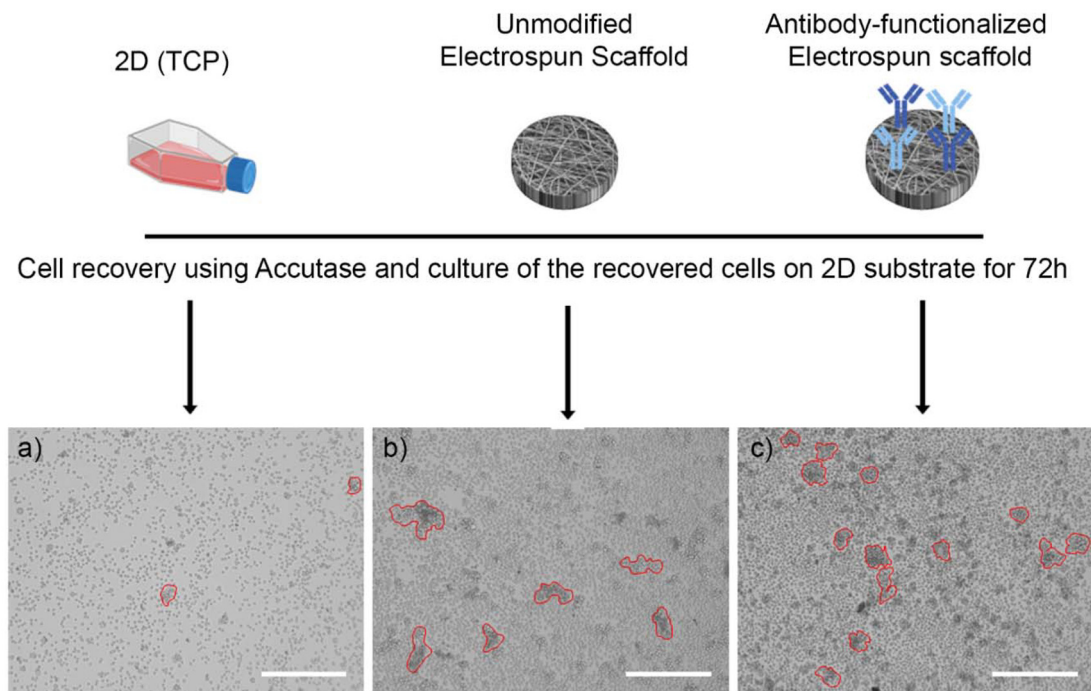 2D (TCP)
Unmodified
Electrospun Scaffold
Antibody-functionalized
Electrospun scaffold
Cell recovery using Accutase and culture of the recovered cells on 2D substrate for 72h
a)
b)
c)